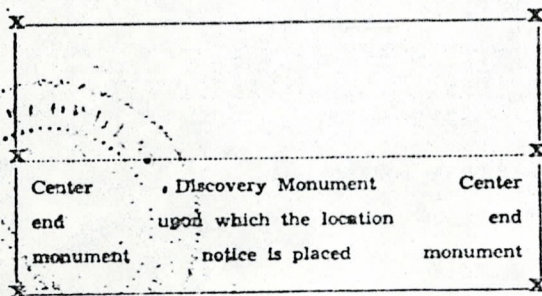 X X
X X
Center Discovery Monument Center
end upon which the location end
monument notice is placed monument
X X